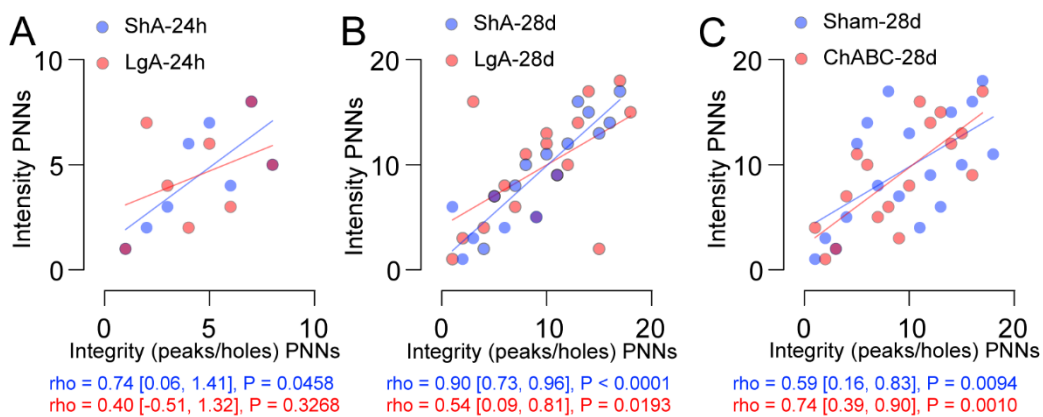 A
ShA-24h
LgA-24h
Intensity PNNs
10
5
0
0 5 10
Integrity (peaks/holes) PNNs
rho = 0.74 [0.06, 1.41], P = 0.0458
rho = 0.40 [-0.51, 1.32], P = 0.3268
B
ShA-28d
LgA-28d
Intensity PNNs
20
10
0
0 10 20
Integrity (peaks/holes) PNNs
rho = 0.90 [0.73, 0.96], P < 0.0001
rho = 0.54 [0.09, 0.81], P = 0.0193
C
Sham-28d
ChABC-28d
Intensity PNNs
20
10
0
0 10 20
Integrity (peaks/holes) PNNs
rho = 0.59 [0.16, 0.83], P = 0.0094
rho = 0.74 [0.39, 0.90], P = 0.0010